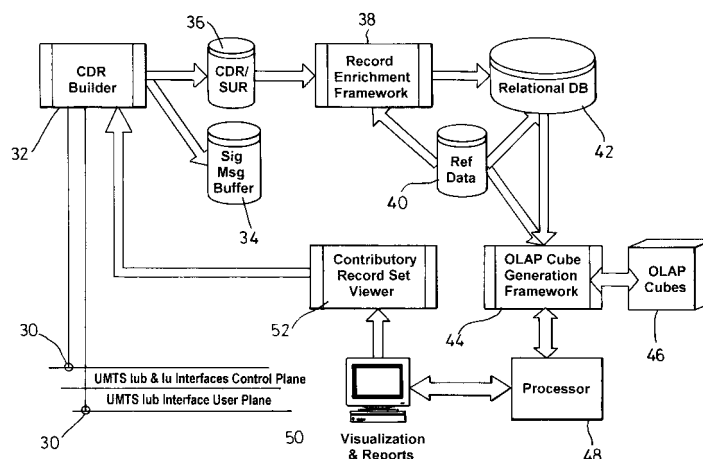 36
38
CDR
Builder
CDR/
SUR
Record
Enrichment
Framework
Relational DB
32
Sig
Msg
Buffer
34
Ref
Data
40
42
Contributory
Record Set
Viewer
52
OLAP Cube
Generation
Framework
44
OLAP
Cubes
46
30
UMTS Iub & Iu Interfaces Control Plane
UMTS Iub Interface User Plane
30
50
Visualization
& Reports
Processor
48